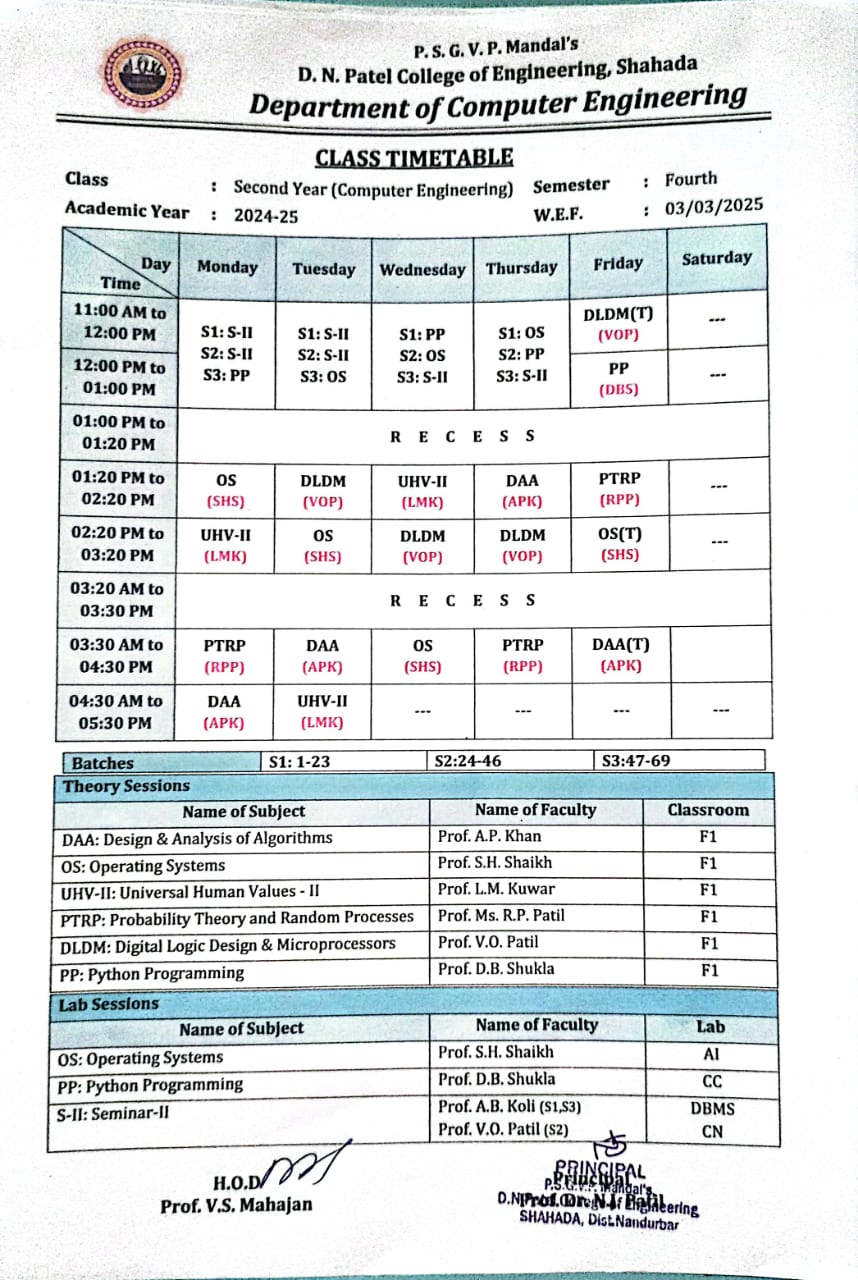 P. S. G. V. P. Mandal's
D. N. Patel College of Engineering, Shahada
Department of Computer Engineering
CLASS TIMETABLE
Class : Second Year (Computer Engineering) Semester : Fourth
Academic Year : 2024-25 W.E.F. : 03/03/2025
Day Time Monday Tuesday Wednesday Thursday Friday Saturday
11:00 AM to 12:00 PM DLDM(T) (VOP) ---
S1: S-II S1: S-II S1: PP S1: OS
S2: S-II S2: S-II S2: OS S2: PP
S3: PP S3: OS S3: S-II S3: S-II
12:00 PM to 01:00 PM PP (DBS) ---
01:00 PM to 01:20 PM R E C E S S
01:20 PM to OS DLDM UHV-II DAA PTRP ---
02:20 PM (SHS) (VOP) (LMK) (APK) (RPP)
02:20 PM to UHV-II OS DLDM DLDM OS(T) ---
03:20 PM (LMK) (SHS) (VOP) (VOP) (SHS)
03:20 AM to 03:30 PM R E C E S S
03:30 AM to PTRP DAA OS PTRP DAA(T)
04:30 PM (RPP) (APK) (SHS) (RPP) (APK)
04:30 AM to DAA UHV-II --- --- --- ---
05:30 PM (APK) (LMK)
Batches S1: 1-23 S2:24-46 S3:47-69
Theory Sessions
Name of Subject Name of Faculty Classroom
DAA: Design & Analysis of Algorithms Prof. A.P. Khan F1
OS: Operating Systems Prof. S.H. Shaikh F1
UHV-II: Universal Human Values - II Prof. L.M. Kuwar F1
PTRP: Probability Theory and Random Processes Prof. Ms. R.P. Patil F1
DLDM: Digital Logic Design & Microprocessors Prof. V.O. Patil F1
PP: Python Programming Prof. D.B. Shukla F1
Lab Sessions
Name of Subject Name of Faculty Lab
OS: Operating Systems Prof. S.H. Shaikh AI
PP: Python Programming Prof. D.B. Shukla CC
S-II: Seminar-II Prof. A.B. Koli (S1,S3) DBMS
Prof. V.O. Patil (S2) CN
H.O.D
Prof. V.S. Mahajan
PRINCIPAL
Principal
P.S.G.V.P. Mandal's
Prof. Dr. N.J. Patil
SHAHADA, Dist.Nandurbar